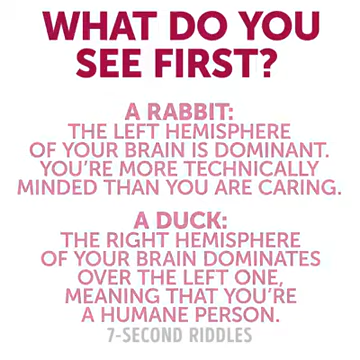 WHAT DO YOU
SEE FIRST?
A RABBIT:
THE LEFT HEMISPHERE
OF YOUR BRAIN IS DOMINANT.
YOU'RE MORE TECHNICALLY
MINDED THAN YOU ARE CARING.
A DUCK:
THE RIGHT HEMISPHERE
OF YOUR BRAIN DOMINATES
OVER THE LEFT ONE,
MEANING THAT YOU'RE
A HUMANE PERSON.
7-SECOND RIDDLES